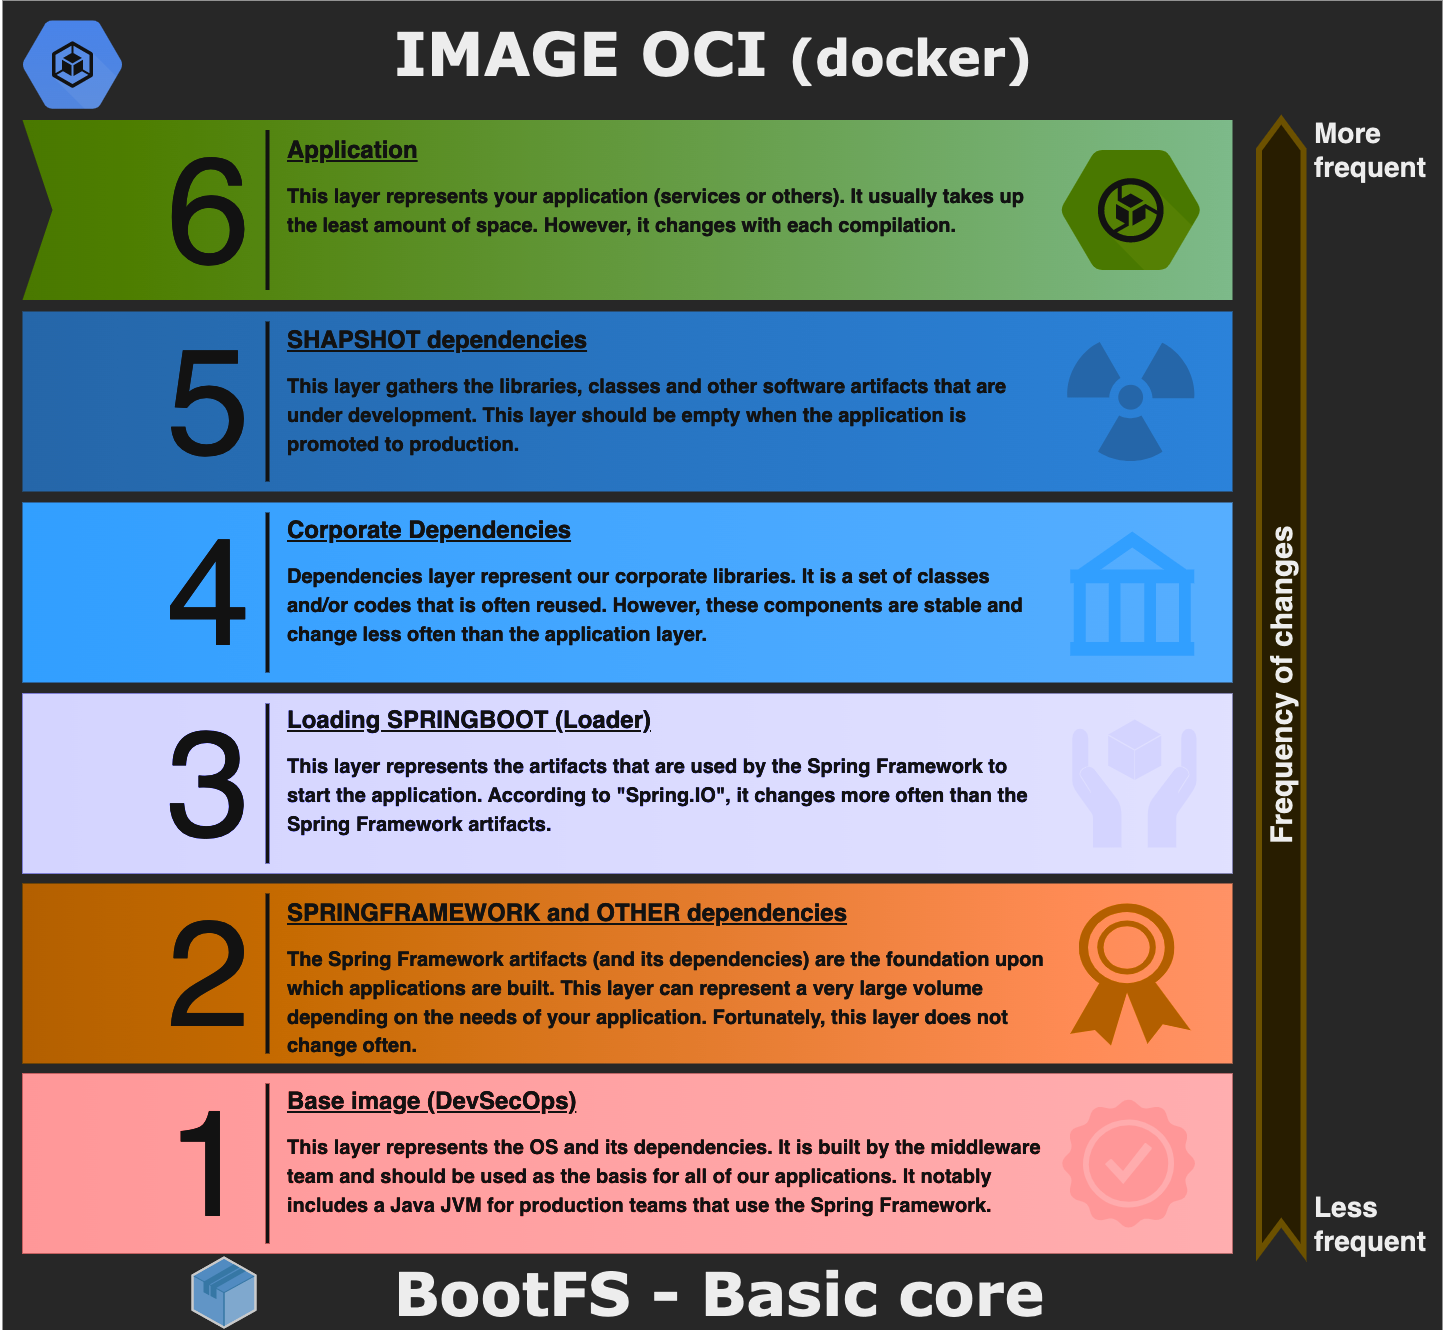 IMAGE OCI (docker)
More
frequent
6
Application
This layer represents your application (services or others). It usually takes up
the least amount of space. However, it changes with each compilation.
5
SHAPSHOT dependencies
This layer gathers the libraries, classes and other software artifacts that are
under development. This layer should be empty when the application is
promoted to production.
4
Corporate Dependencies
Dependencies layer represent our corporate libraries. It is a set of classes
and/or codes that is often reused. However, these components are stable and
change less often than the application layer.
Frequency of changes
3
Loading SPRINGBOOT (Loader)
This layer represents the artifacts that are used by the Spring Framework to
start the application. According to "Spring.IO", it changes more often than the
Spring Framework artifacts.
2
SPRINGFRAMEWORK and OTHER dependencies
The Spring Framework artifacts (and its dependencies) are the foundation upon
which applications are built. This layer can represent a very large volume
depending on the needs of your application. Fortunately, this layer does not
change often.
1
Base image (DevSecOps)
This layer represents the OS and its dependencies. It is built by the middleware
team and should be used as the basis for all of our applications. It notably
includes a Java JVM for production teams that use the Spring Framework.
Less
frequent
BootFS - Basic core